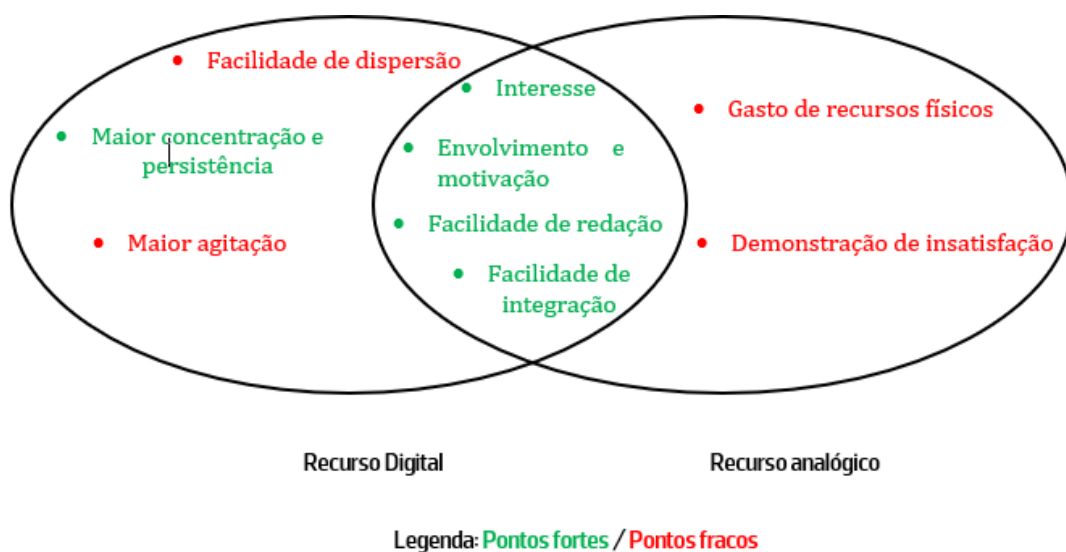 • Facilidade de dispersão
• Maior concentração e
persistência
• Maior agitação
• Interesse
• Envolvimento e
motivação
• Facilidade de redação
• Facilidade de
integração
• Gasto de recursos físicos
• Demonstração de insatisfação
Recurso Digital
Recurso analógico
Legenda: Pontos fortes / Pontos fracos